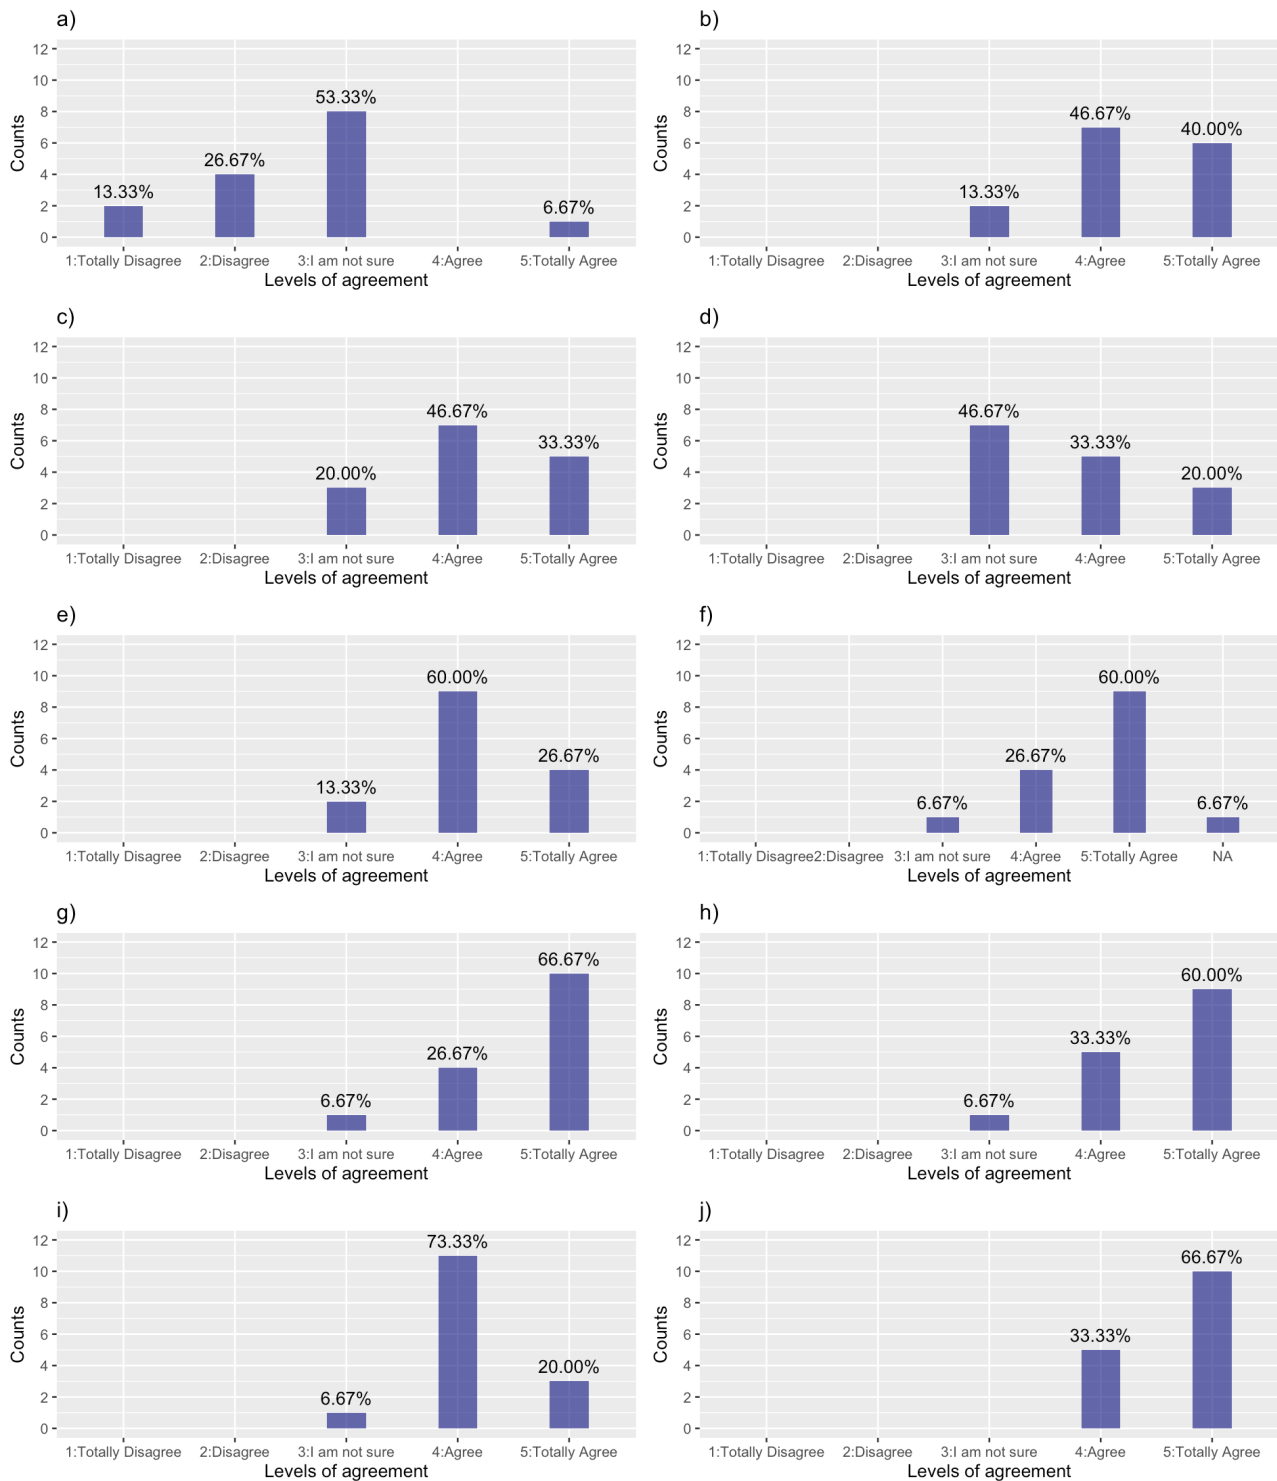 a)
12
10
8
6
4
2
0
Counts
13.33%
26.67%
53.33%
6.67%
1:Totally Disagree 2:Disagree 3:I am not sure 4:Agree 5:Totally Agree
Levels of agreement
b)
12
10
8
6
4
2
0
Counts
13.33%
46.67%
40.00%
1:Totally Disagree 2:Disagree 3:I am not sure 4:Agree 5:Totally Agree
Levels of agreement
c)
12
10
8
6
4
2
0
Counts
20.00%
46.67%
33.33%
1:Totally Disagree 2:Disagree 3:I am not sure 4:Agree 5:Totally Agree
Levels of agreement
d)
12
10
8
6
4
2
0
Counts
46.67%
33.33%
20.00%
1:Totally Disagree 2:Disagree 3:I am not sure 4:Agree 5:Totally Agree
Levels of agreement
e)
12
10
8
6
4
2
0
Counts
13.33%
60.00%
26.67%
1:Totally Disagree 2:Disagree 3:I am not sure 4:Agree 5:Totally Agree
Levels of agreement
f)
12
10
8
6
4
2
0
Counts
6.67%
26.67%
60.00%
6.67%
1:Totally Disagree 2:Disagree 3:I am not sure 4:Agree 5:Totally Agree NA
Levels of agreement
g)
12
10
8
6
4
2
0
Counts
6.67%
26.67%
66.67%
1:Totally Disagree 2:Disagree 3:I am not sure 4:Agree 5:Totally Agree
Levels of agreement
h)
12
10
8
6
4
2
0
Counts
6.67%
33.33%
60.00%
1:Totally Disagree 2:Disagree 3:I am not sure 4:Agree 5:Totally Agree
Levels of agreement
i)
12
10
8
6
4
2
0
Counts
6.67%
73.33%
20.00%
1:Totally Disagree 2:Disagree 3:I am not sure 4:Agree 5:Totally Agree
Levels of agreement
j)
12
10
8
6
4
2
0
Counts
33.33%
66.67%
1:Totally Disagree 2:Disagree 3:I am not sure 4:Agree 5:Totally Agree
Levels of agreement